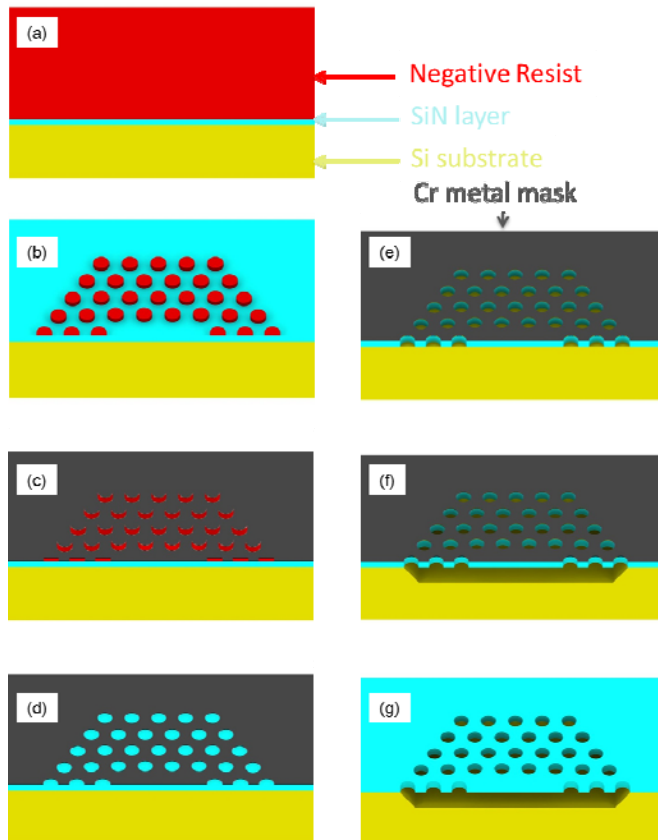 (a)
Negative Resist
SiN layer
Si substrate
Cr metal mask
(b)
(e)
(c)
(f)
(d)
(g)